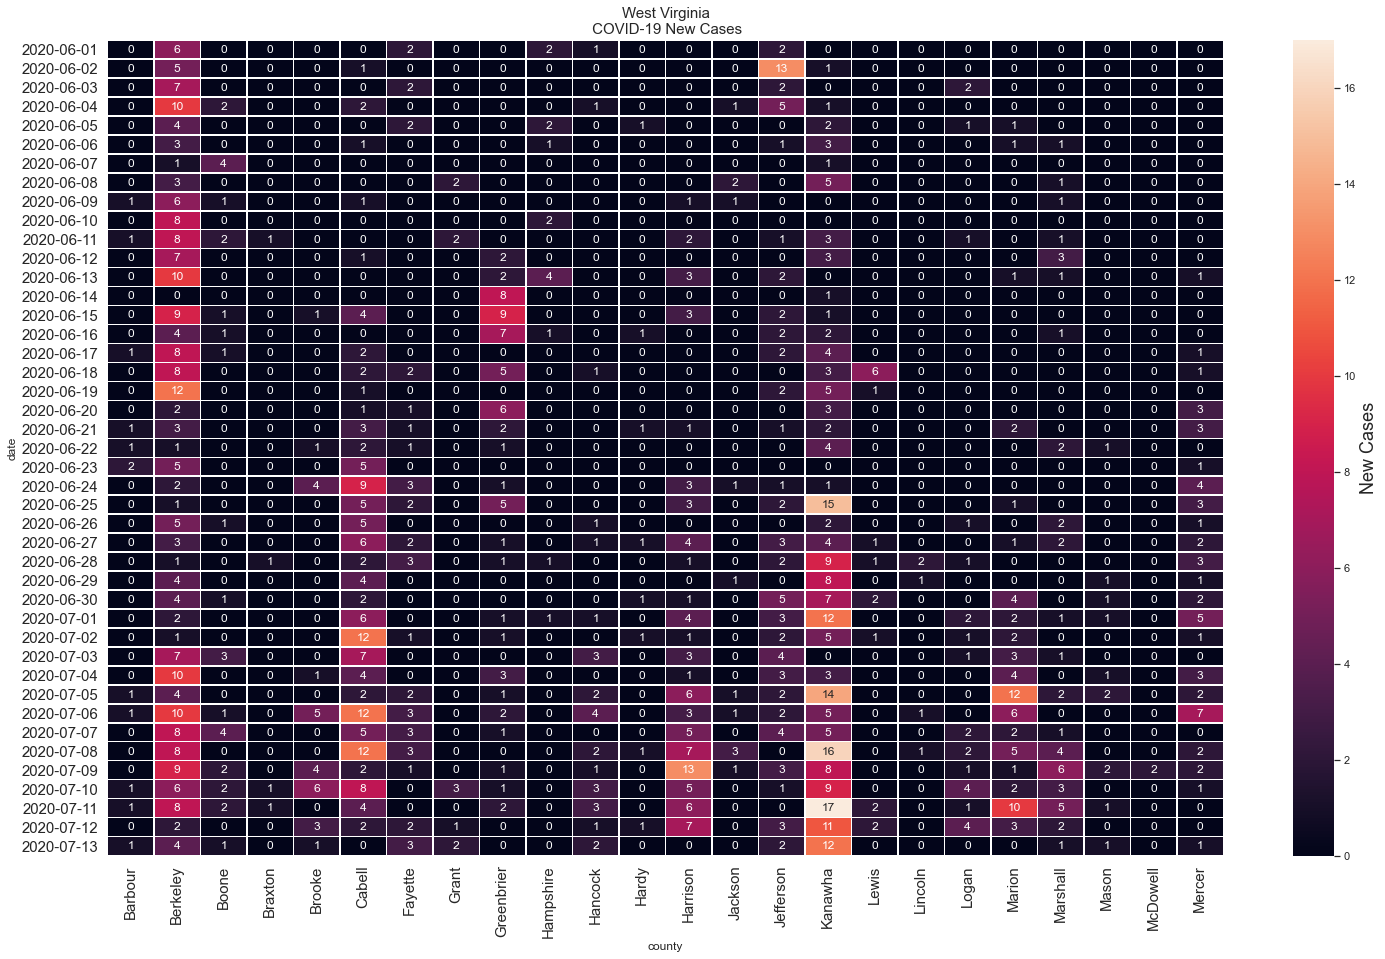 West Virginia
COVID-19 New Cases
2020-06-01 0 6 0 0 0 0 2 0 0 2 1 0 0 0 2 0 0 0 0 0 0 0 0 0
2020-06-02 0 5 0 0 0 1 0 0 0 0 0 0 0 0 13 1 0 0 0 0 0 0 0 0
2020-06-03 0 7 0 0 0 0 2 0 0 0 0 0 0 0 2 0 0 0 2 0 0 0 0 0
2020-06-04 0 10 2 0 0 2 0 0 0 0 1 0 0 1 5 1 0 0 0 0 0 0 0 0
2020-06-05 0 4 0 0 0 0 2 0 0 2 0 1 0 0 0 2 0 0 1 1 0 0 0 0
2020-06-06 0 3 0 0 0 1 0 0 0 1 0 0 0 0 1 3 0 0 0 1 1 0 0 0
2020-06-07 0 1 4 0 0 0 0 0 0 0 0 0 0 0 0 1 0 0 0 0 0 0 0 0
2020-06-08 0 3 0 0 0 0 0 2 0 0 0 0 0 2 0 5 0 0 0 0 1 0 0 0
2020-06-09 1 6 1 0 0 1 0 0 0 0 0 0 1 1 0 0 0 0 0 0 1 0 0 0
2020-06-10 0 8 0 0 0 0 0 0 0 2 0 0 0 0 0 0 0 0 0 0 0 0 0 0
2020-06-11 1 8 2 1 0 0 0 2 0 0 0 0 2 0 1 3 0 0 1 0 1 0 0 0
2020-06-12 0 7 0 0 0 1 0 0 2 0 0 0 0 0 0 3 0 0 0 0 3 0 0 0
2020-06-13 0 10 0 0 0 0 0 0 2 4 0 0 3 0 2 0 0 0 0 1 1 0 0 1
2020-06-14 0 0 0 0 0 0 0 0 8 0 0 0 0 0 0 1 0 0 0 0 0 0 0 0
2020-06-15 0 9 1 0 1 4 0 0 9 0 0 0 3 0 2 1 0 0 0 0 0 0 0 0
2020-06-16 0 4 1 0 0 0 0 0 7 1 0 1 0 0 2 2 0 0 0 0 1 0 0 0
2020-06-17 1 8 1 0 0 2 0 0 0 0 0 0 0 0 2 4 0 0 0 0 0 0 0 1
2020-06-18 0 8 0 0 0 2 2 0 5 0 1 0 0 0 0 3 6 0 0 0 0 0 0 1
2020-06-19 0 12 0 0 0 1 0 0 0 0 0 0 0 0 2 5 1 0 0 0 0 0 0 0
2020-06-20 0 2 0 0 0 1 1 0 6 0 0 0 0 0 0 3 0 0 0 0 0 0 0 3
2020-06-21 1 3 0 0 0 3 1 0 2 0 0 1 1 0 1 2 0 0 0 2 0 0 0 3
2020-06-22 1 1 0 0 1 2 1 0 1 0 0 0 0 0 0 4 0 0 0 0 2 1 0 0
2020-06-23 2 5 0 0 0 5 0 0 0 0 0 0 0 0 0 0 0 0 0 0 0 0 0 1
2020-06-24 0 2 0 0 4 9 3 0 1 0 0 0 3 1 1 1 0 0 0 0 0 0 0 4
2020-06-25 0 1 0 0 0 5 2 0 5 0 0 0 3 0 2 15 0 0 0 1 0 0 0 3
2020-06-26 0 5 1 0 0 5 0 0 0 0 1 0 0 0 0 2 0 0 1 0 2 0 0 1
2020-06-27 0 3 0 0 0 6 2 0 1 0 1 1 4 0 3 4 1 0 0 1 2 0 0 2
2020-06-28 0 1 0 1 0 2 3 0 1 1 0 0 1 0 2 9 1 2 1 0 0 0 0 3
2020-06-29 0 4 0 0 0 4 0 0 0 0 0 0 0 1 0 8 0 1 0 0 0 1 0 1
2020-06-30 0 4 1 0 0 2 0 0 0 0 0 1 1 0 5 7 2 0 0 4 0 1 0 2
2020-07-01 0 2 0 0 0 6 0 0 1 1 1 0 4 0 3 12 0 0 2 2 1 1 0 5
2020-07-02 0 1 0 0 0 12 1 0 1 0 0 1 1 0 2 5 1 0 1 2 0 0 0 1
2020-07-03 0 7 3 0 0 7 0 0 0 0 3 0 3 0 4 0 0 0 1 3 1 0 0 0
2020-07-04 0 10 0 0 1 4 0 0 3 0 0 0 1 0 3 3 0 0 0 4 0 1 0 3
2020-07-05 1 4 0 0 0 2 2 0 1 0 2 0 6 1 2 14 0 0 0 12 2 2 0 2
2020-07-06 1 10 1 0 5 12 3 0 2 0 4 0 3 1 2 5 0 1 0 6 0 0 0 7
2020-07-07 0 8 4 0 0 5 3 0 1 0 0 0 5 0 4 5 0 0 2 2 1 0 0 0
2020-07-08 0 8 0 0 0 12 3 0 0 0 2 1 7 3 0 16 0 1 2 5 4 0 0 2
2020-07-09 0 9 2 0 4 2 1 0 1 0 1 0 13 1 3 8 0 0 1 1 6 2 2 2
2020-07-10 1 6 2 1 6 8 0 3 1 0 3 0 5 0 1 9 0 0 4 2 3 0 0 1
2020-07-11 1 8 2 1 0 4 0 0 2 0 3 0 6 0 0 17 2 0 1 10 5 1 0 0
2020-07-12 0 2 0 0 3 2 2 1 0 0 1 1 7 0 3 11 2 0 4 3 2 0 0 0
2020-07-13 1 4 1 0 1 0 3 2 0 0 2 0 0 0 2 12 0 0 0 0 1 1 0 1
date
Barbour Berkeley Boone Braxton Brooke Cabell Fayette Grant Greenbrier Hampshire Hancock Hardy Harrison Jackson Jefferson Kanawha Lewis Lincoln Logan Marion Marshall Mason McDowell Mercer
county
16
14
12
10
8
6
4
2
0
New Cases